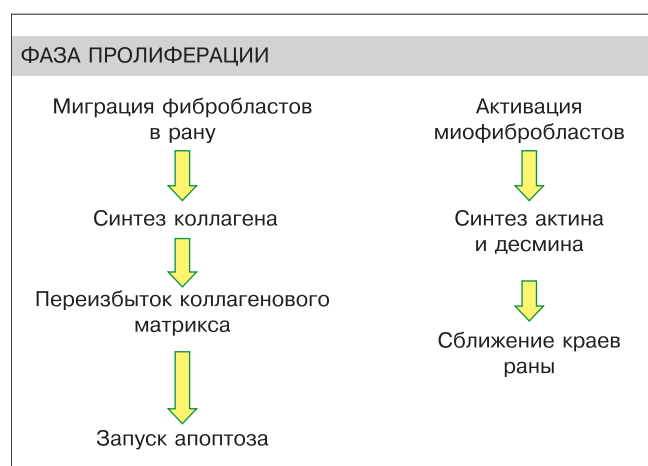 ФАЗА ПРОЛИФЕРАЦИИ
Миграция фибробластов
в рану
Синтез коллагена
Переизбыток коллагенового
матрикса
Запуск апоптоза
Активация
миофибробластов
Синтез актина
и десмина
Сближение краев
раны